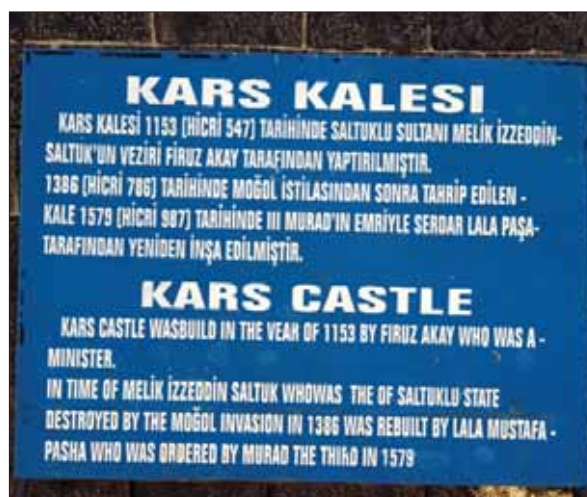 KARS KALESI
KARS KALESİ 1153 (HİCRİ 547) TARİHİNDE SALTUKLU SULTANI MELİK İZZEDDİN-
SALTUK'UN VEZİRİ FİRUZ AKAY TARAFINDAN YAPTIRILMIŞTIR.
1386 (HİCRİ 786) TARİHİNDE MOĞOL İSTİLASINDAN SONRA TAHRİP EDİLEN -
KALE 1579 (HİCRİ 987) TARİHİNDE III MURAD'IN EMRİYLE SERDAR LALA PAŞA-
TARAFINDAN YENİDEN İNŞA EDİLMİŞTİR.
KARS CASTLE
KARS CASTLE WASBUILD IN THE YEAR OF 1153 BY FIRUZ AKAY WHO WAS A -
MINISTER.
IN TIME OF MELİK İZZEDDİN SALTUK WHOWAS THE OF SALTUKLU STATE
DESTROYED BY THE MOĞOL INVASION IN 1386 WAS REBUILT BY LALA MUSTAFA -
PASHA WHO WAS ORDERED BY MURAD THE THIRD IN 1579